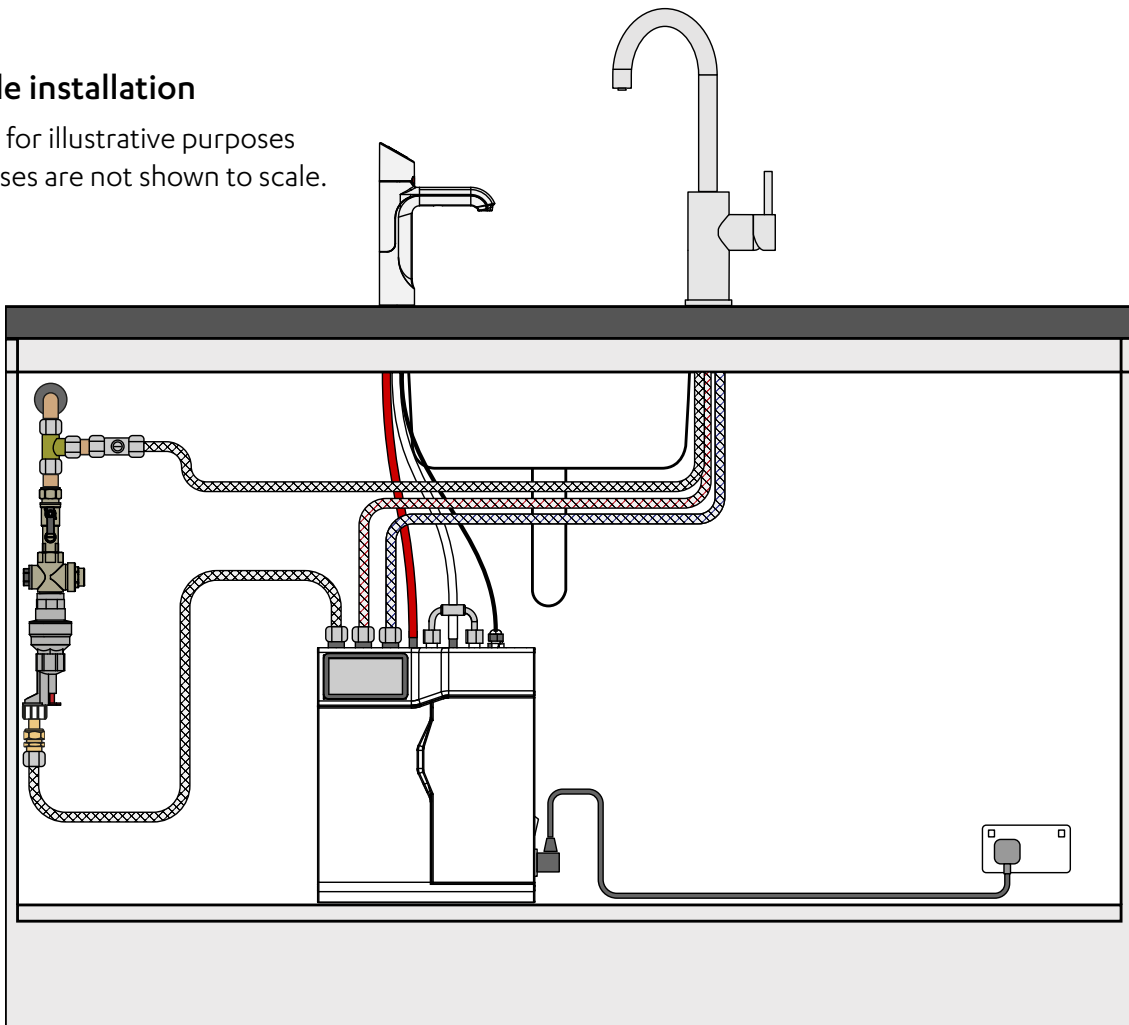 le installation
for illustrative purposes
ses are not shown to scale.